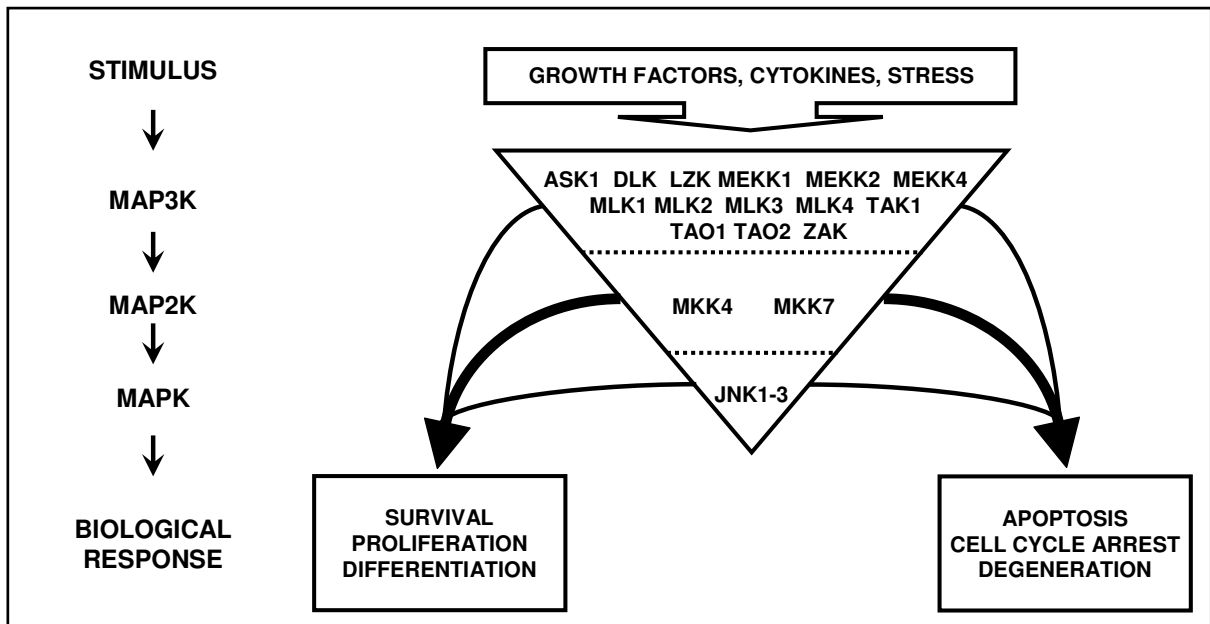 STIMULUS
MAP3K
MAP2K
MAPK
BIOLOGICAL
RESPONSE
GROWTH FACTORS, CYTOKINES, STRESS
ASK1 DLK LZK MEKK1 MEKK2 MEKK4
MLK1 MLK2 MLK3 MLK4 TAK1
TAO1 TAO2 ZAK
MKK4 MKK7
JNK1-3
SURVIVAL
PROLIFERATION
DIFFERENTIATION
APOPTOSIS
CELL CYCLE ARREST
DEGENERATION